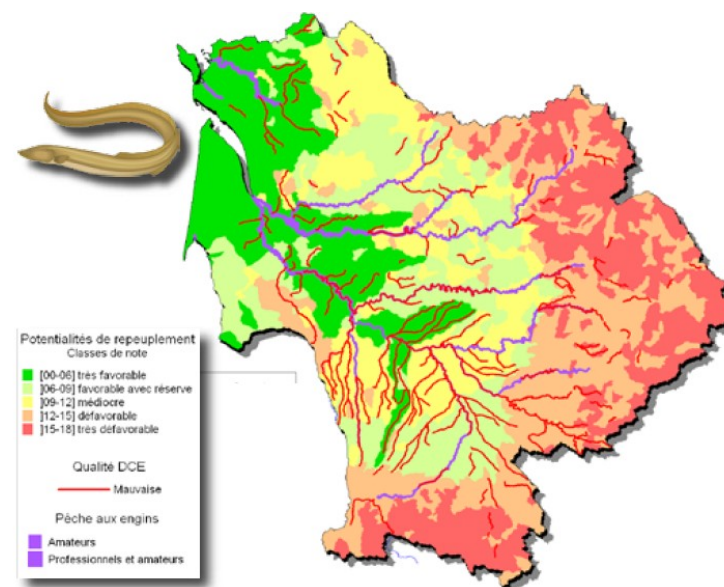 Potentialités de repeuplement
Classes de note
]00-06] très favorable
]06-09] favorable avec réserve
]09-12] médiocre
]12-15] défavorable
]15-18] très défavorable
Qualité DCE
Mauvaise
Pêche aux engins
Amateurs
Professionnels et amateurs